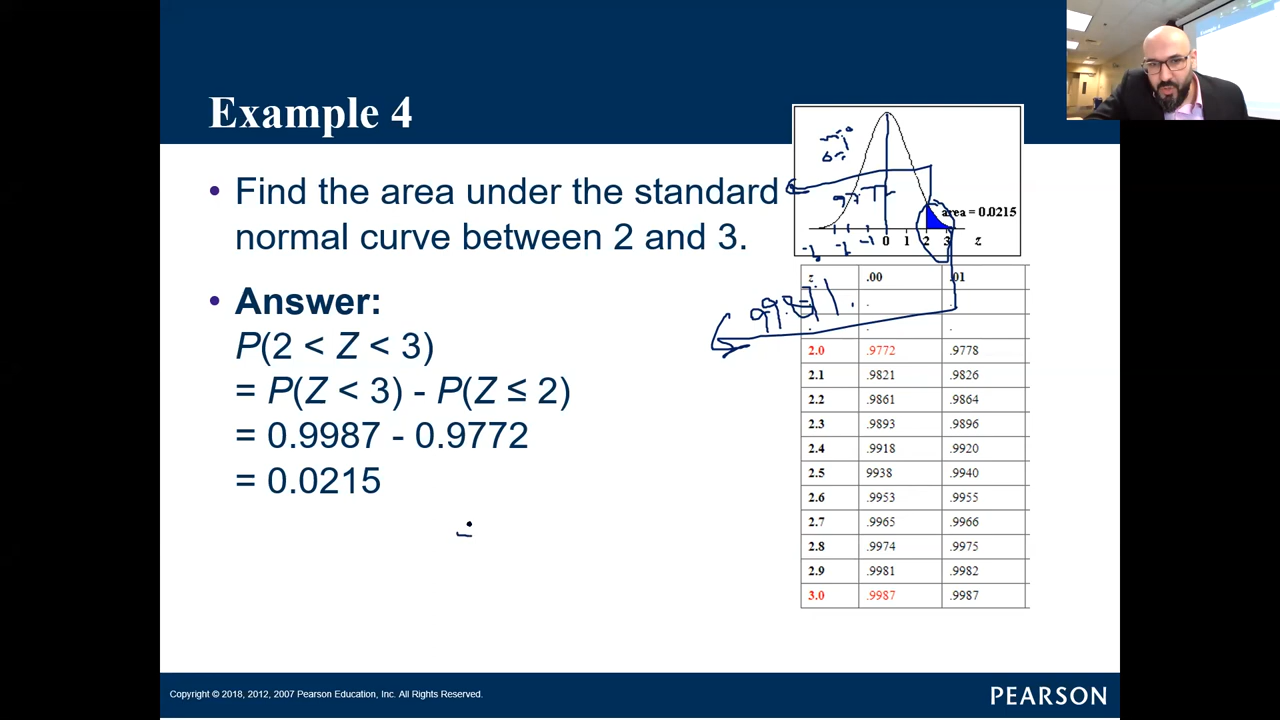 Example 4
• Find the area under the standard
normal curve between 2 and 3.
• Answer:
P(2 < Z < 3)
= P(Z < 3) - P(Z ≤ 2)
= 0.9987 - 0.9772
= 0.0215
area = 0.0215
0 1 2 3 z
z .00 .01
. . .
2.0 .9772 .9778
2.1 .9821 .9826
2.2 .9861 .9864
2.3 .9893 .9896
2.4 .9918 .9920
2.5 9938 .9940
2.6 .9953 .9955
2.7 .9965 .9966
2.8 .9974 .9975
2.9 .9981 .9982
3.0 .9987 .9987
Copyright © 2018, 2012, 2007 Pearson Education, Inc. All Rights Reserved.
PEARSON